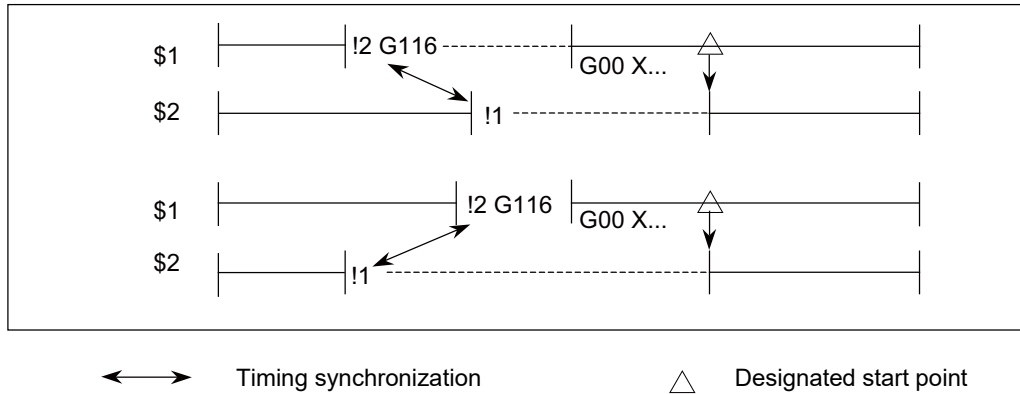 $1 !2 G116 G00 X...
$2 !1
$1 !2 G116 G00 X...
$2 !1
Timing synchronization Designated start point